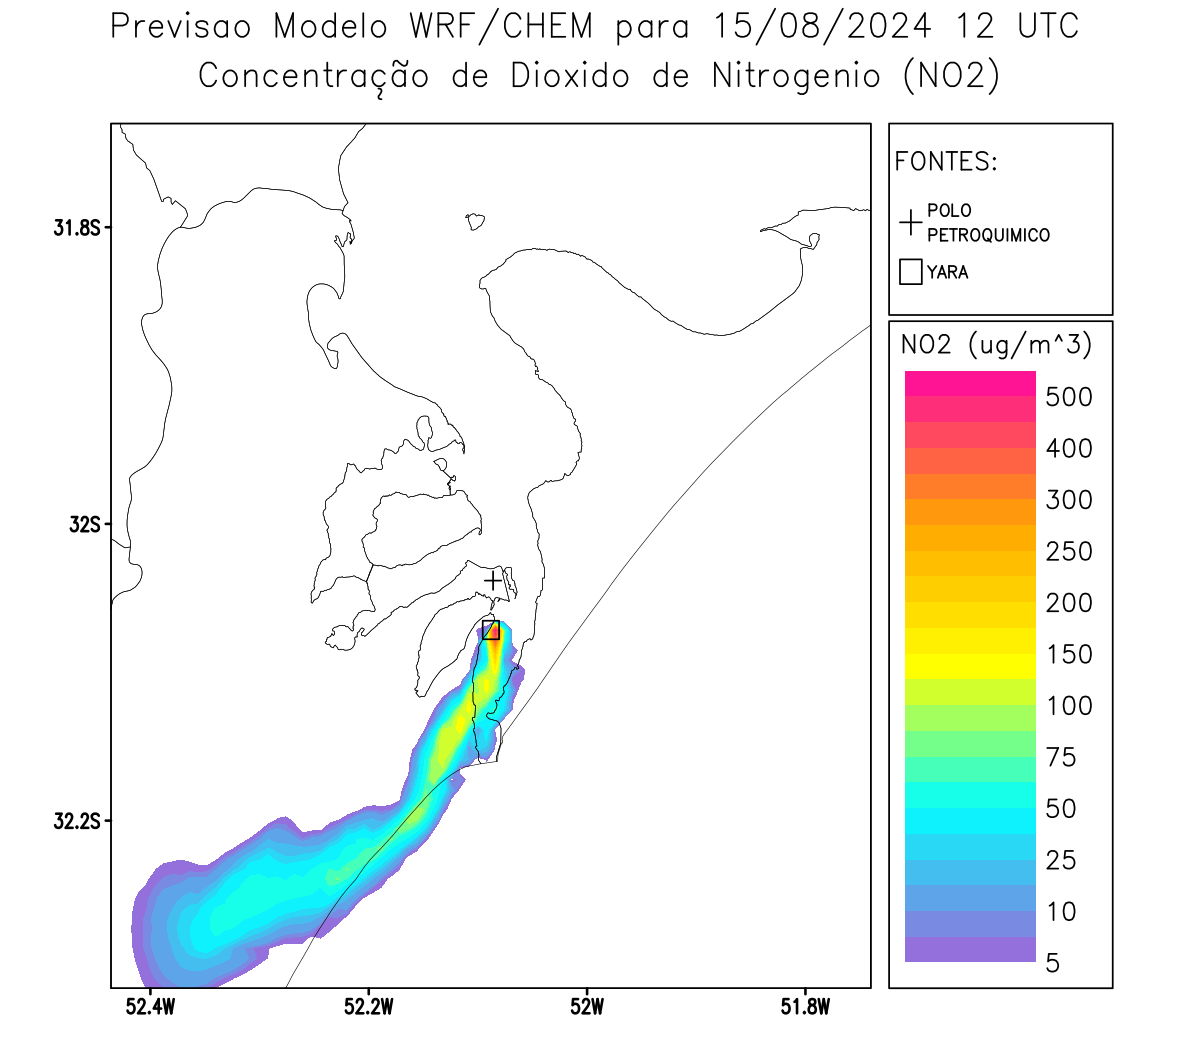 Previsao Modelo WRF/CHEM para 15/08/2024 12 UTC
Concentração de Dioxido de Nitrogenio (NO2)
FONTES:
POLO
PETROQUIMICO
YARA
NO2 (ug/m^3)
500
400
300
250
200
150
100
75
50
25
10
5
31.8S
32S
32.2S
52.4W
52.2W
52W
51.8W